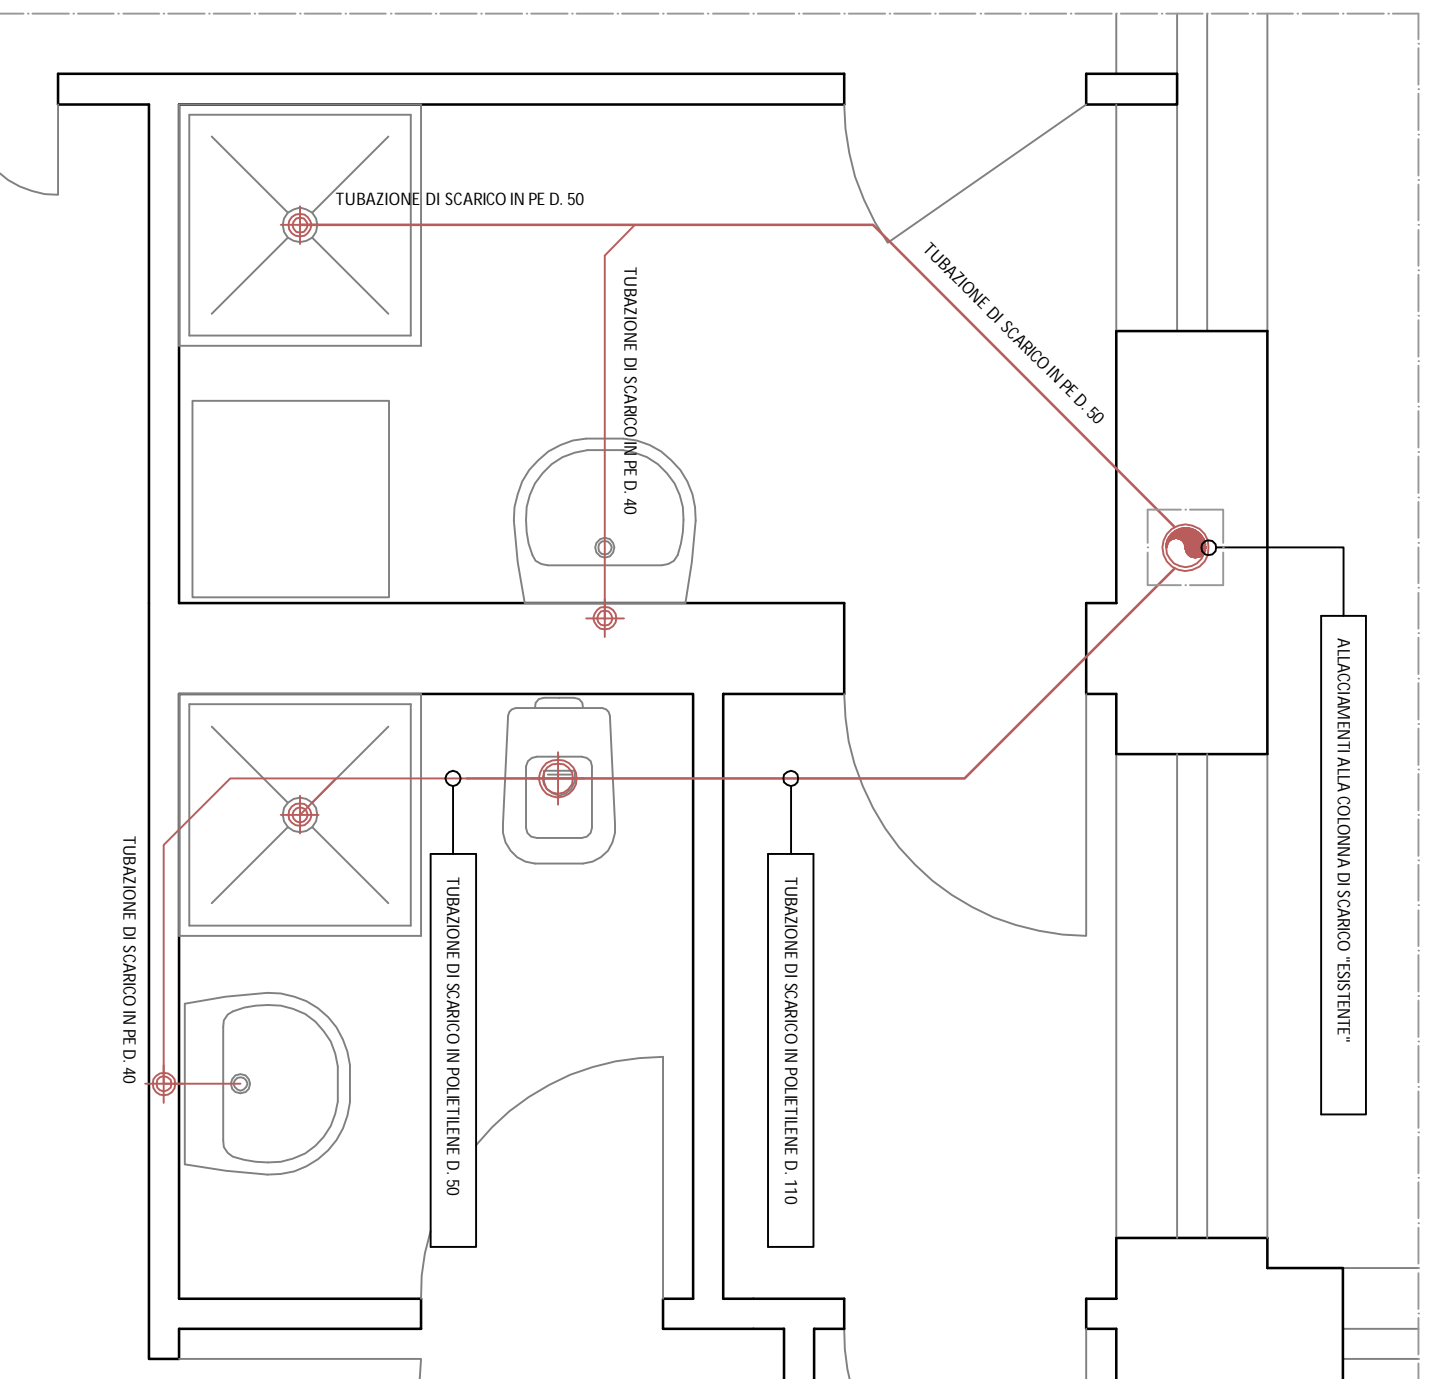 TUBAZIONE DI SCARICO IN PE D. 50
TUBAZIONE DI SCARICO IN PE D. 50
TUBAZIONE DI SCARICO IN PE D. 40
ALLACCIAMENTI ALLA COLONNA DI SCARICO "ESISTENTE"
TUBAZIONE DI SCARICO IN PE D. 40
TUBAZIONE DI SCARICO IN POLIETILENE D. 50
TUBAZIONE DI SCARICO IN POLIETILENE D. 110